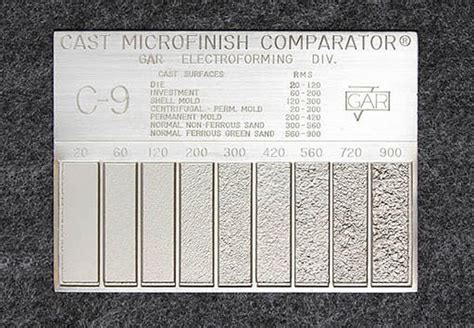 CAST MICROFINISH COMPARATOR®
GAR ELECTROFORMING DIV.
C-9
CAST SURFACES RMS
DIE 20-120
INVESTMENT 60-200
SHELL MOLD 120-300
CENTRIFUGAL - PERM. MOLD 20-300
PERMANENT MOLD 200-420
NORMAL NON-FERROUS SAND 300-560
NORMAL FERROUS GREEN SAND 560-900
GAR
20 60 120 200 300 420 560 720 900